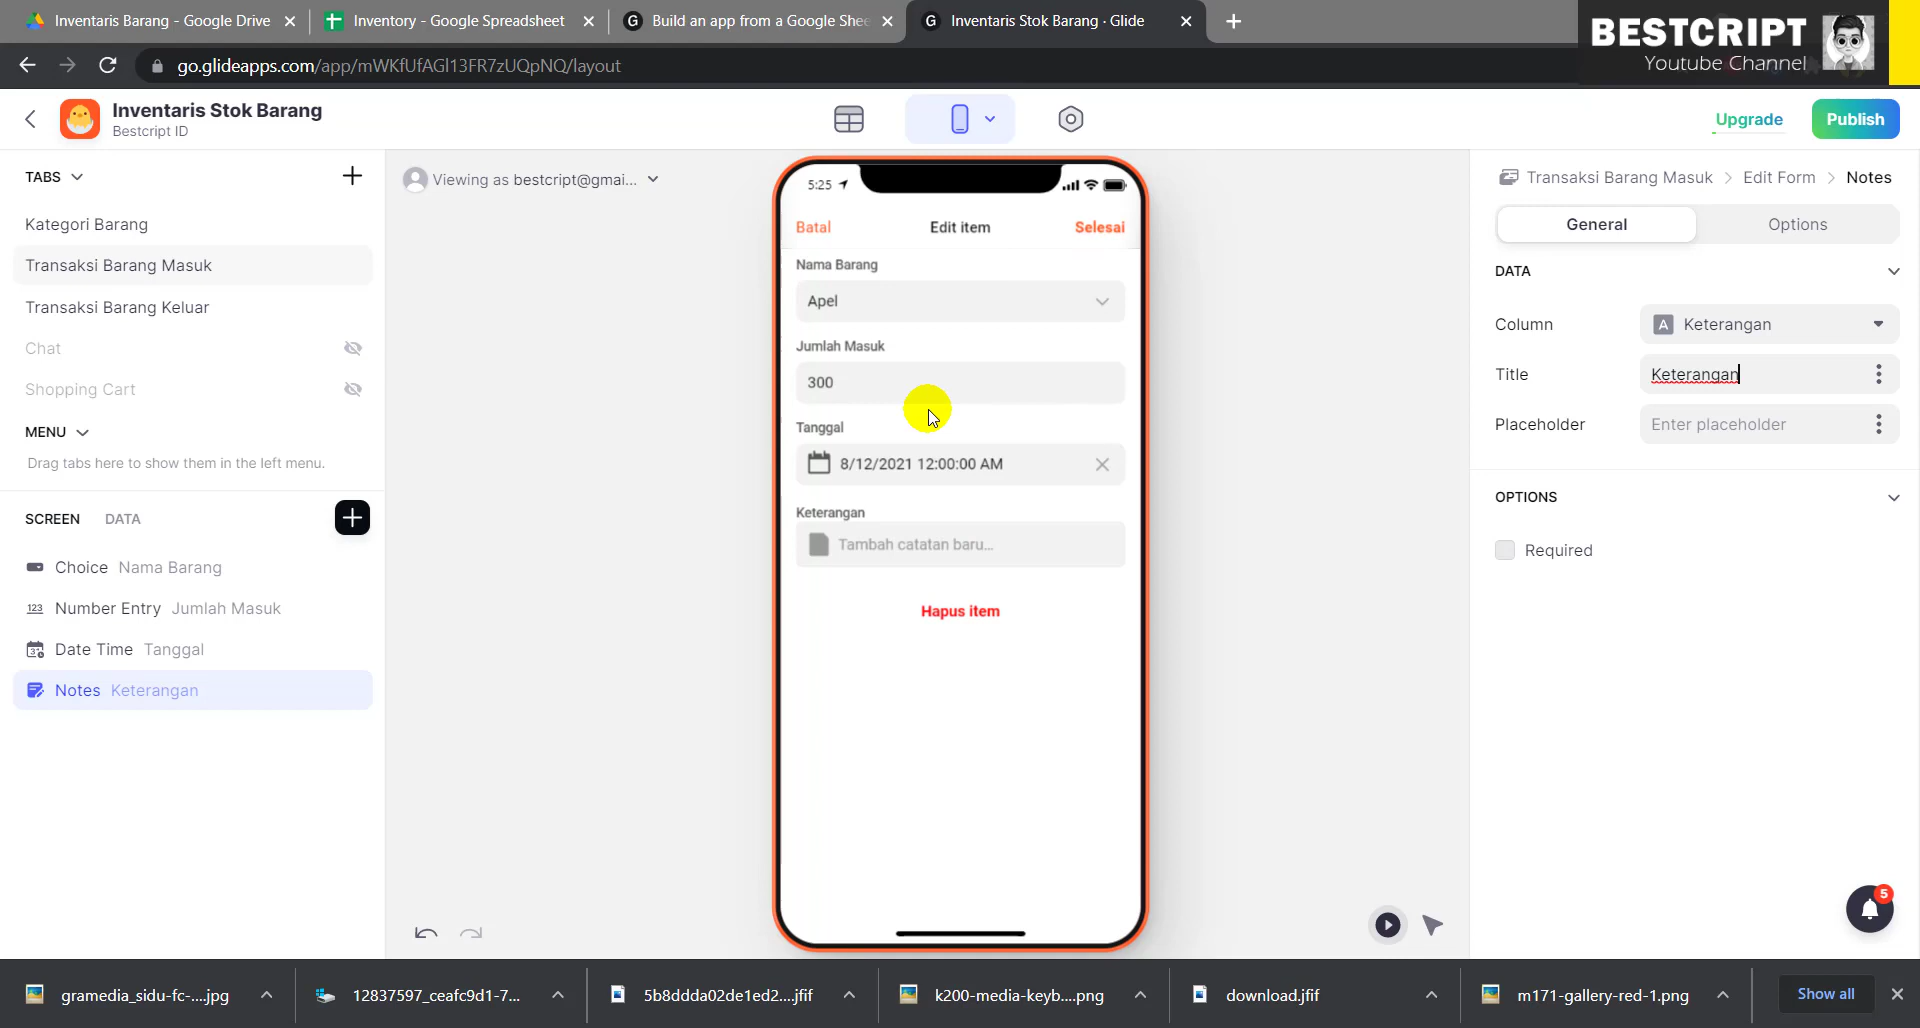 Inventaris Barang - Google Drive
Inventory - Google Spreadsheet
Build an app from a Google Shee
Inventaris Stok Barang · Glide
BESTCRIPT
Youtube Channel
go.glideapps.com/app/mWKfUfAGl13FR7zUQpNQ/layout
Inventaris Stok Barang
Bestcript ID
Upgrade
Publish
TABS
Kategori Barang
Transaksi Barang Masuk
Transaksi Barang Keluar
Chat
Shopping Cart
MENU
Drag tabs here to show them in the left menu.
SCREEN DATA
Choice Nama Barang
123 Number Entry Jumlah Masuk
Date Time Tanggal
Notes Keterangan
Viewing as bestcript@gmai...
5:25
Batal Edit item Selesai
Nama Barang
Apel
Jumlah Masuk
300
Tanggal
8/12/2021 12:00:00 AM
Keterangan
Tambah catatan baru...
Hapus item
Transaksi Barang Masuk > Edit Form > Notes
General Options
DATA
Column A Keterangan
Title Keterangan
Placeholder Enter placeholder
OPTIONS
Required
5
gramedia_sidu-fc-....jpg
12837597_ceafc9d1-7...
5b8ddda02de1ed2....jfif
k200-media-keyb....png
download.jfif
m171-gallery-red-1.png
Show all